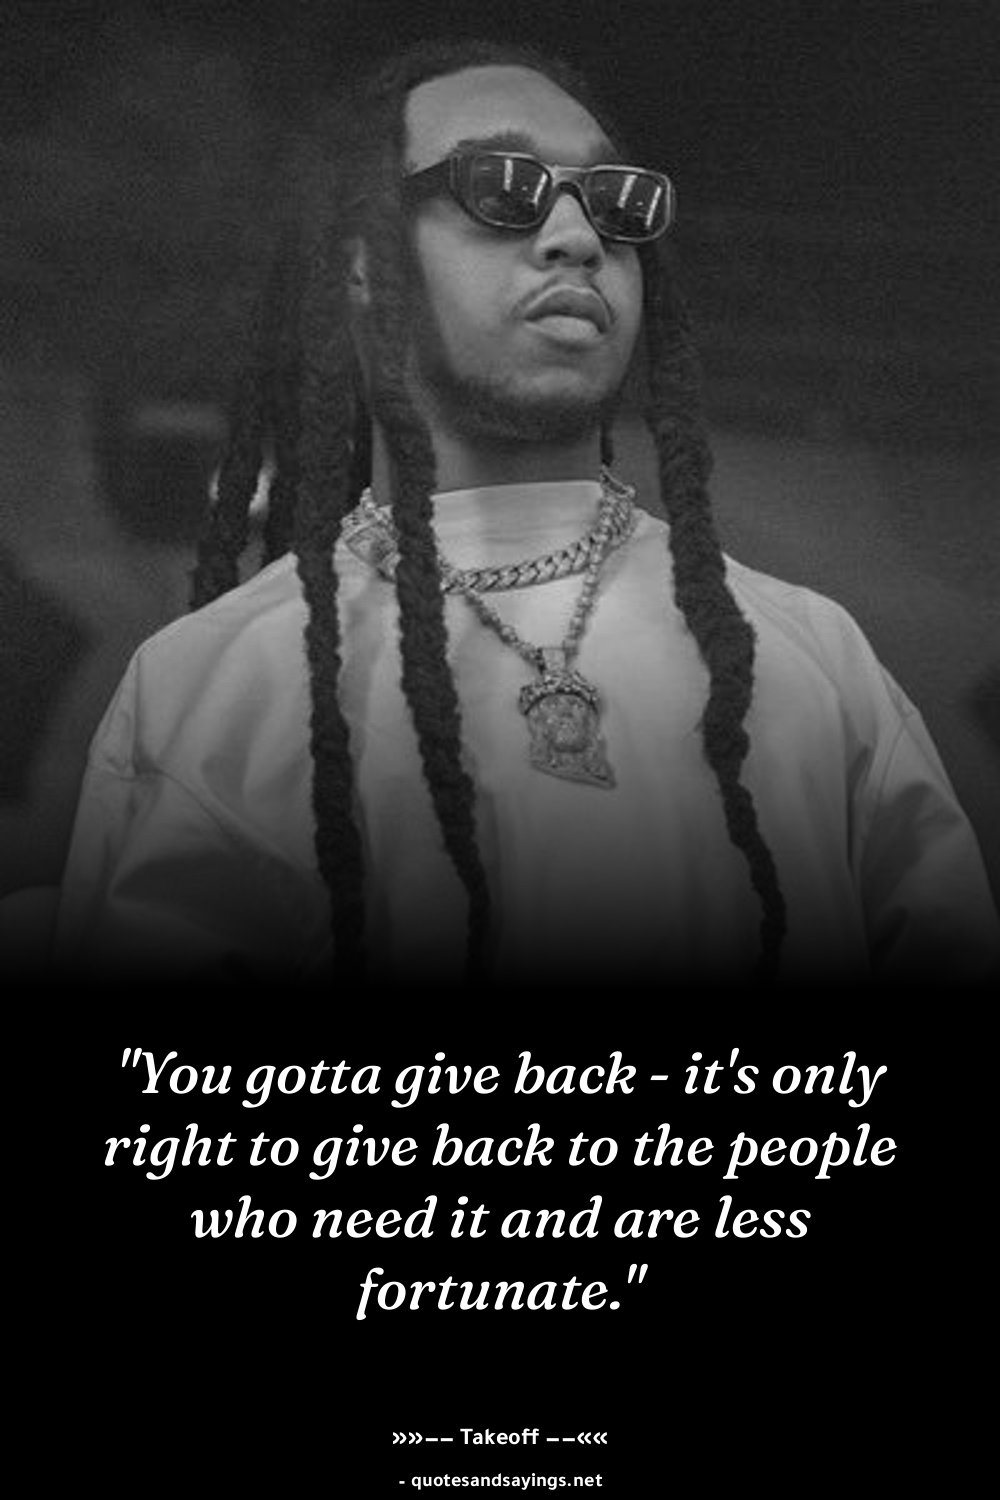 "You gotta give back - it's only
right to give back to the people
who need it and are less
fortunate."
»»–– Takeoff ––««
- quotesandsayings.net